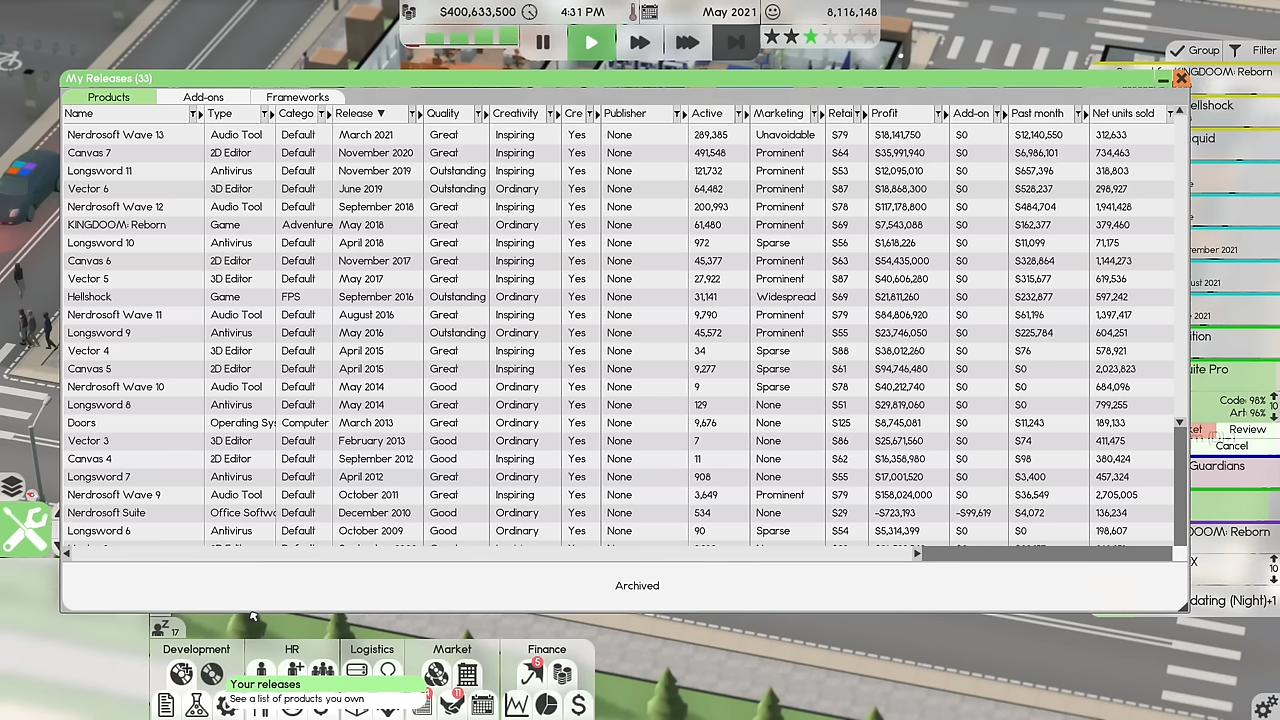 $400,633,500 4:31 PM May 2021 8,116,148
Group Filter
My Releases (33)
Products Add-ons Frameworks
Name Type Catego Release Quality Creativity Cre Publisher Active Marketing Retai Profit Add-on Past month Net units sold
Nerdrosoft Wave 13 Audio Tool Default March 2021 Great Inspiring Yes None 289,385 Unavoidable $79 $18,141,750 $0 $12,140,550 312,633
Canvas 7 2D Editor Default November 2020 Great Inspiring Yes None 491,548 Prominent $64 $35,991,940 $0 $6,986,101 734,463
Longsword 11 Antivirus Default November 2019 Outstanding Inspiring Yes None 121,732 Prominent $53 $12,095,010 $0 $657,396 318,803
Vector 6 3D Editor Default June 2019 Outstanding Ordinary Yes None 64,482 Prominent $87 $18,868,300 $0 $528,237 298,927
Nerdrosoft Wave 12 Audio Tool Default September 2018 Great Inspiring Yes None 200,993 Prominent $78 $117,178,800 $0 $484,704 1,941,428
KINGDOOM: Reborn Game Adventure May 2018 Great Ordinary Yes None 61,480 Prominent $69 $7,543,088 $0 $162,377 379,460
Longsword 10 Antivirus Default April 2018 Great Inspiring Yes None 972 Sparse $56 $1,618,226 $0 $11,099 71,175
Canvas 6 2D Editor Default November 2017 Great Inspiring Yes None 45,377 Prominent $63 $54,435,000 $0 $328,864 1,144,273
Vector 5 3D Editor Default May 2017 Great Inspiring Yes None 27,922 Prominent $87 $40,606,280 $0 $315,677 619,536
Hellshock Game FPS September 2016 Outstanding Ordinary Yes None 31,141 Widespread $69 $21,811,260 $0 $232,877 597,242
Nerdrosoft Wave 11 Audio Tool Default August 2016 Great Inspiring Yes None 9,790 Prominent $79 $84,806,920 $0 $61,196 1,397,417
Longsword 9 Antivirus Default May 2016 Outstanding Ordinary Yes None 45,572 Prominent $55 $23,746,050 $0 $225,784 604,251
Vector 4 3D Editor Default April 2015 Great Inspiring Yes None 34 Sparse $88 $38,012,260 $0 $76 578,921
Canvas 5 2D Editor Default April 2015 Great Inspiring Yes None 9,277 Sparse $61 $94,746,480 $0 $0 2,023,823
Nerdrosoft Wave 10 Audio Tool Default May 2014 Good Ordinary Yes None 9 Sparse $78 $40,212,740 $0 $0 684,096
Longsword 8 Antivirus Default May 2014 Great Ordinary Yes None 129 None $51 $29,819,060 $0 $0 799,255
Doors Operating Sys Computer March 2013 Great Ordinary Yes None 9,676 None $125 $8,745,081 $0 $11,243 189,133
Vector 3 3D Editor Default February 2013 Good Ordinary Yes None 7 None $86 $25,671,560 $0 $74 411,475
Canvas 4 2D Editor Default September 2012 Good Ordinary Yes None 11 None $62 $16,358,980 $0 $98 380,424
Longsword 7 Antivirus Default April 2012 Great Ordinary Yes None 908 None $55 $17,001,520 $0 $3,400 457,324
Nerdrosoft Wave 9 Audio Tool Default October 2011 Great Inspiring Yes None 3,649 Prominent $79 $158,024,000 $0 $36,549 2,705,005
Nerdrosoft Suite Office Softwa Default December 2010 Good Ordinary Yes None 534 None $29 -$723,193 -$99,619 $4,072 136,234
Longsword 6 Antivirus Default October 2009 Good Ordinary Yes None 90 Sparse $54 $5,314,399 $0 $0 198,607
Archived
KINGDOOM: Reborn
ellshock
quid
tember 2021
ust 2021
2021
ition
uite Pro
Code: 98%
Art: 96%
10
ket Review
Cancel
Guardians
DOOM: Reborn
X
10
dating (Night)+1
Z 17
Development HR Logistics Market Finance
5
Your releases
See a list of products you own
11